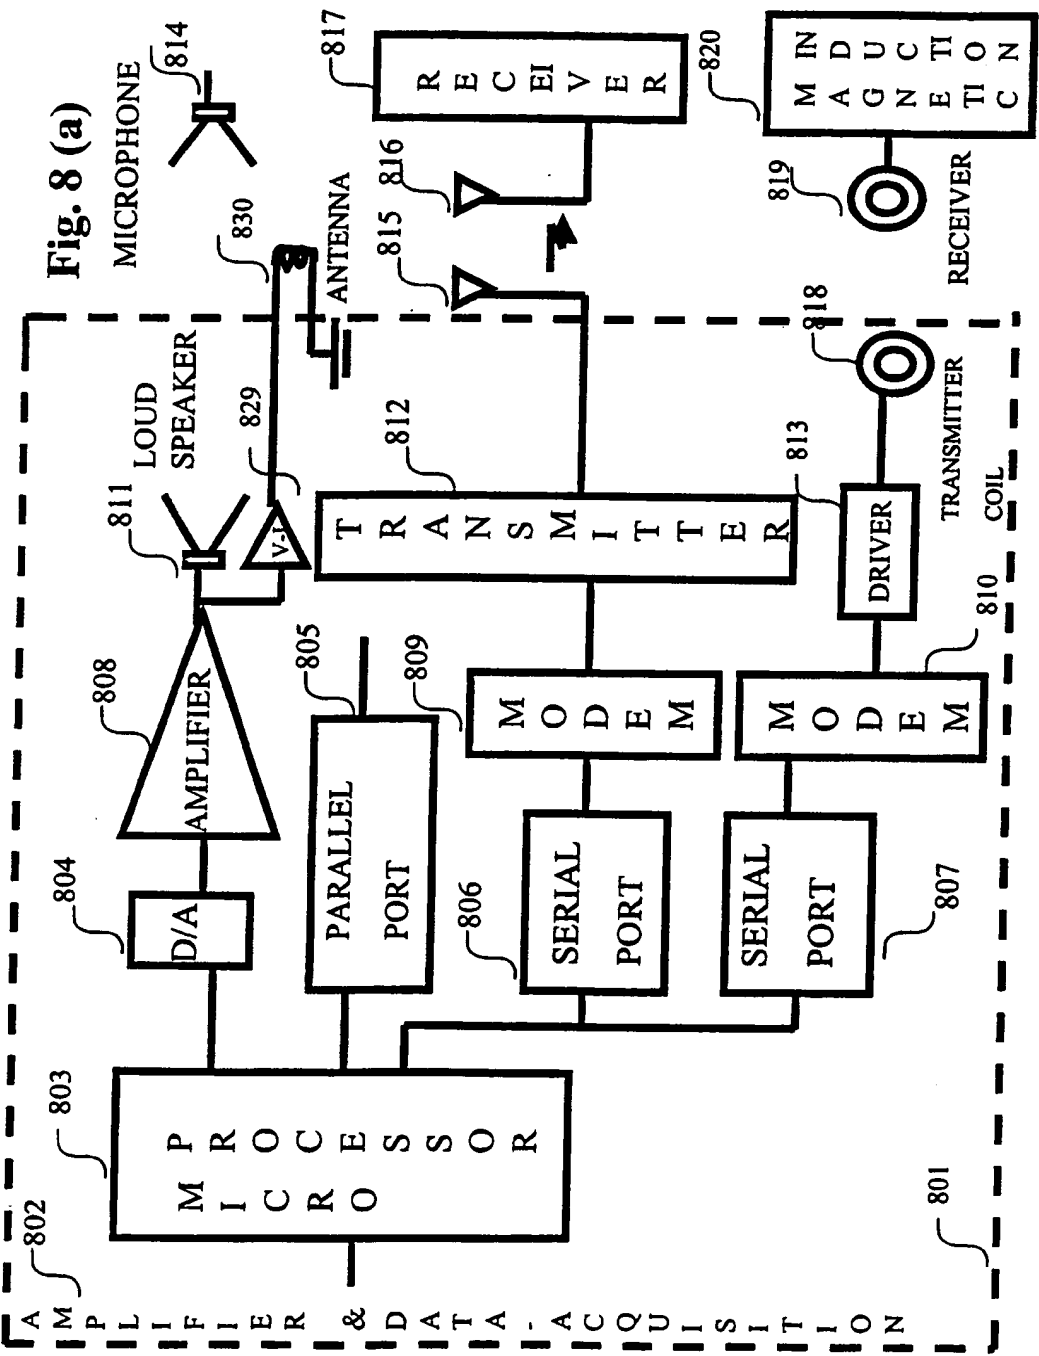 Fig. 8 (a)
802
AMPLIFIER & DATA-ACQUISITION
803
MICRO
PROCESSOR
804
D/A
808
AMPLIFIER
811
LOUD
SPEAKER
MICROPHONE
814
829
V-I
830
ANTENNA
805
PARALLEL
PORT
806
SERIAL
PORT
809
MODEM
812
TRANSMITTER
815
816
817
RECEIVER
807
SERIAL
PORT
810
MODEM
813
DRIVER
818
TRANSMITTER
COIL
819
RECEIVER
820
MAGNETIC
INDUCTION
801